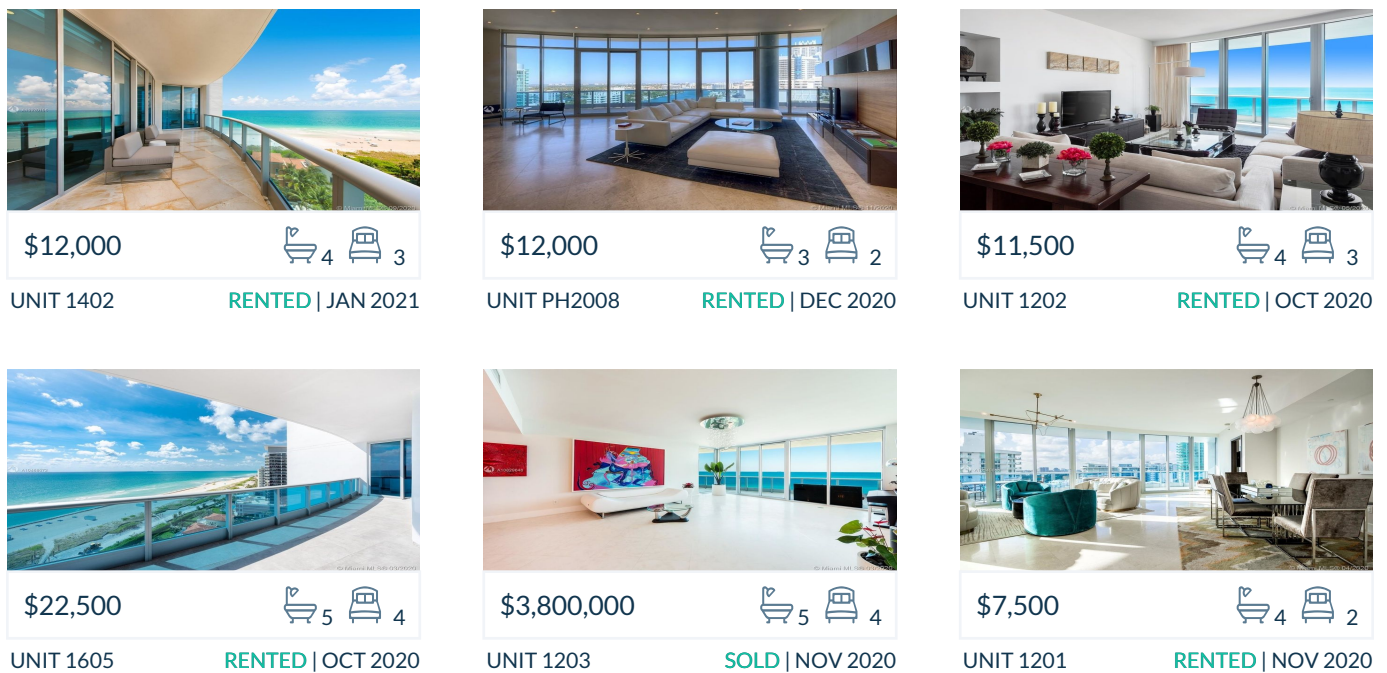 $12,000 4 3
UNIT 1402 RENTED | JAN 2021
$12,000 3 2
UNIT PH2008 RENTED | DEC 2020
$11,500 4 3
UNIT 1202 RENTED | OCT 2020
$22,500 5 4
UNIT 1605 RENTED | OCT 2020
$3,800,000 5 4
UNIT 1203 SOLD | NOV 2020
$7,500 4 2
UNIT 1201 RENTED | NOV 2020